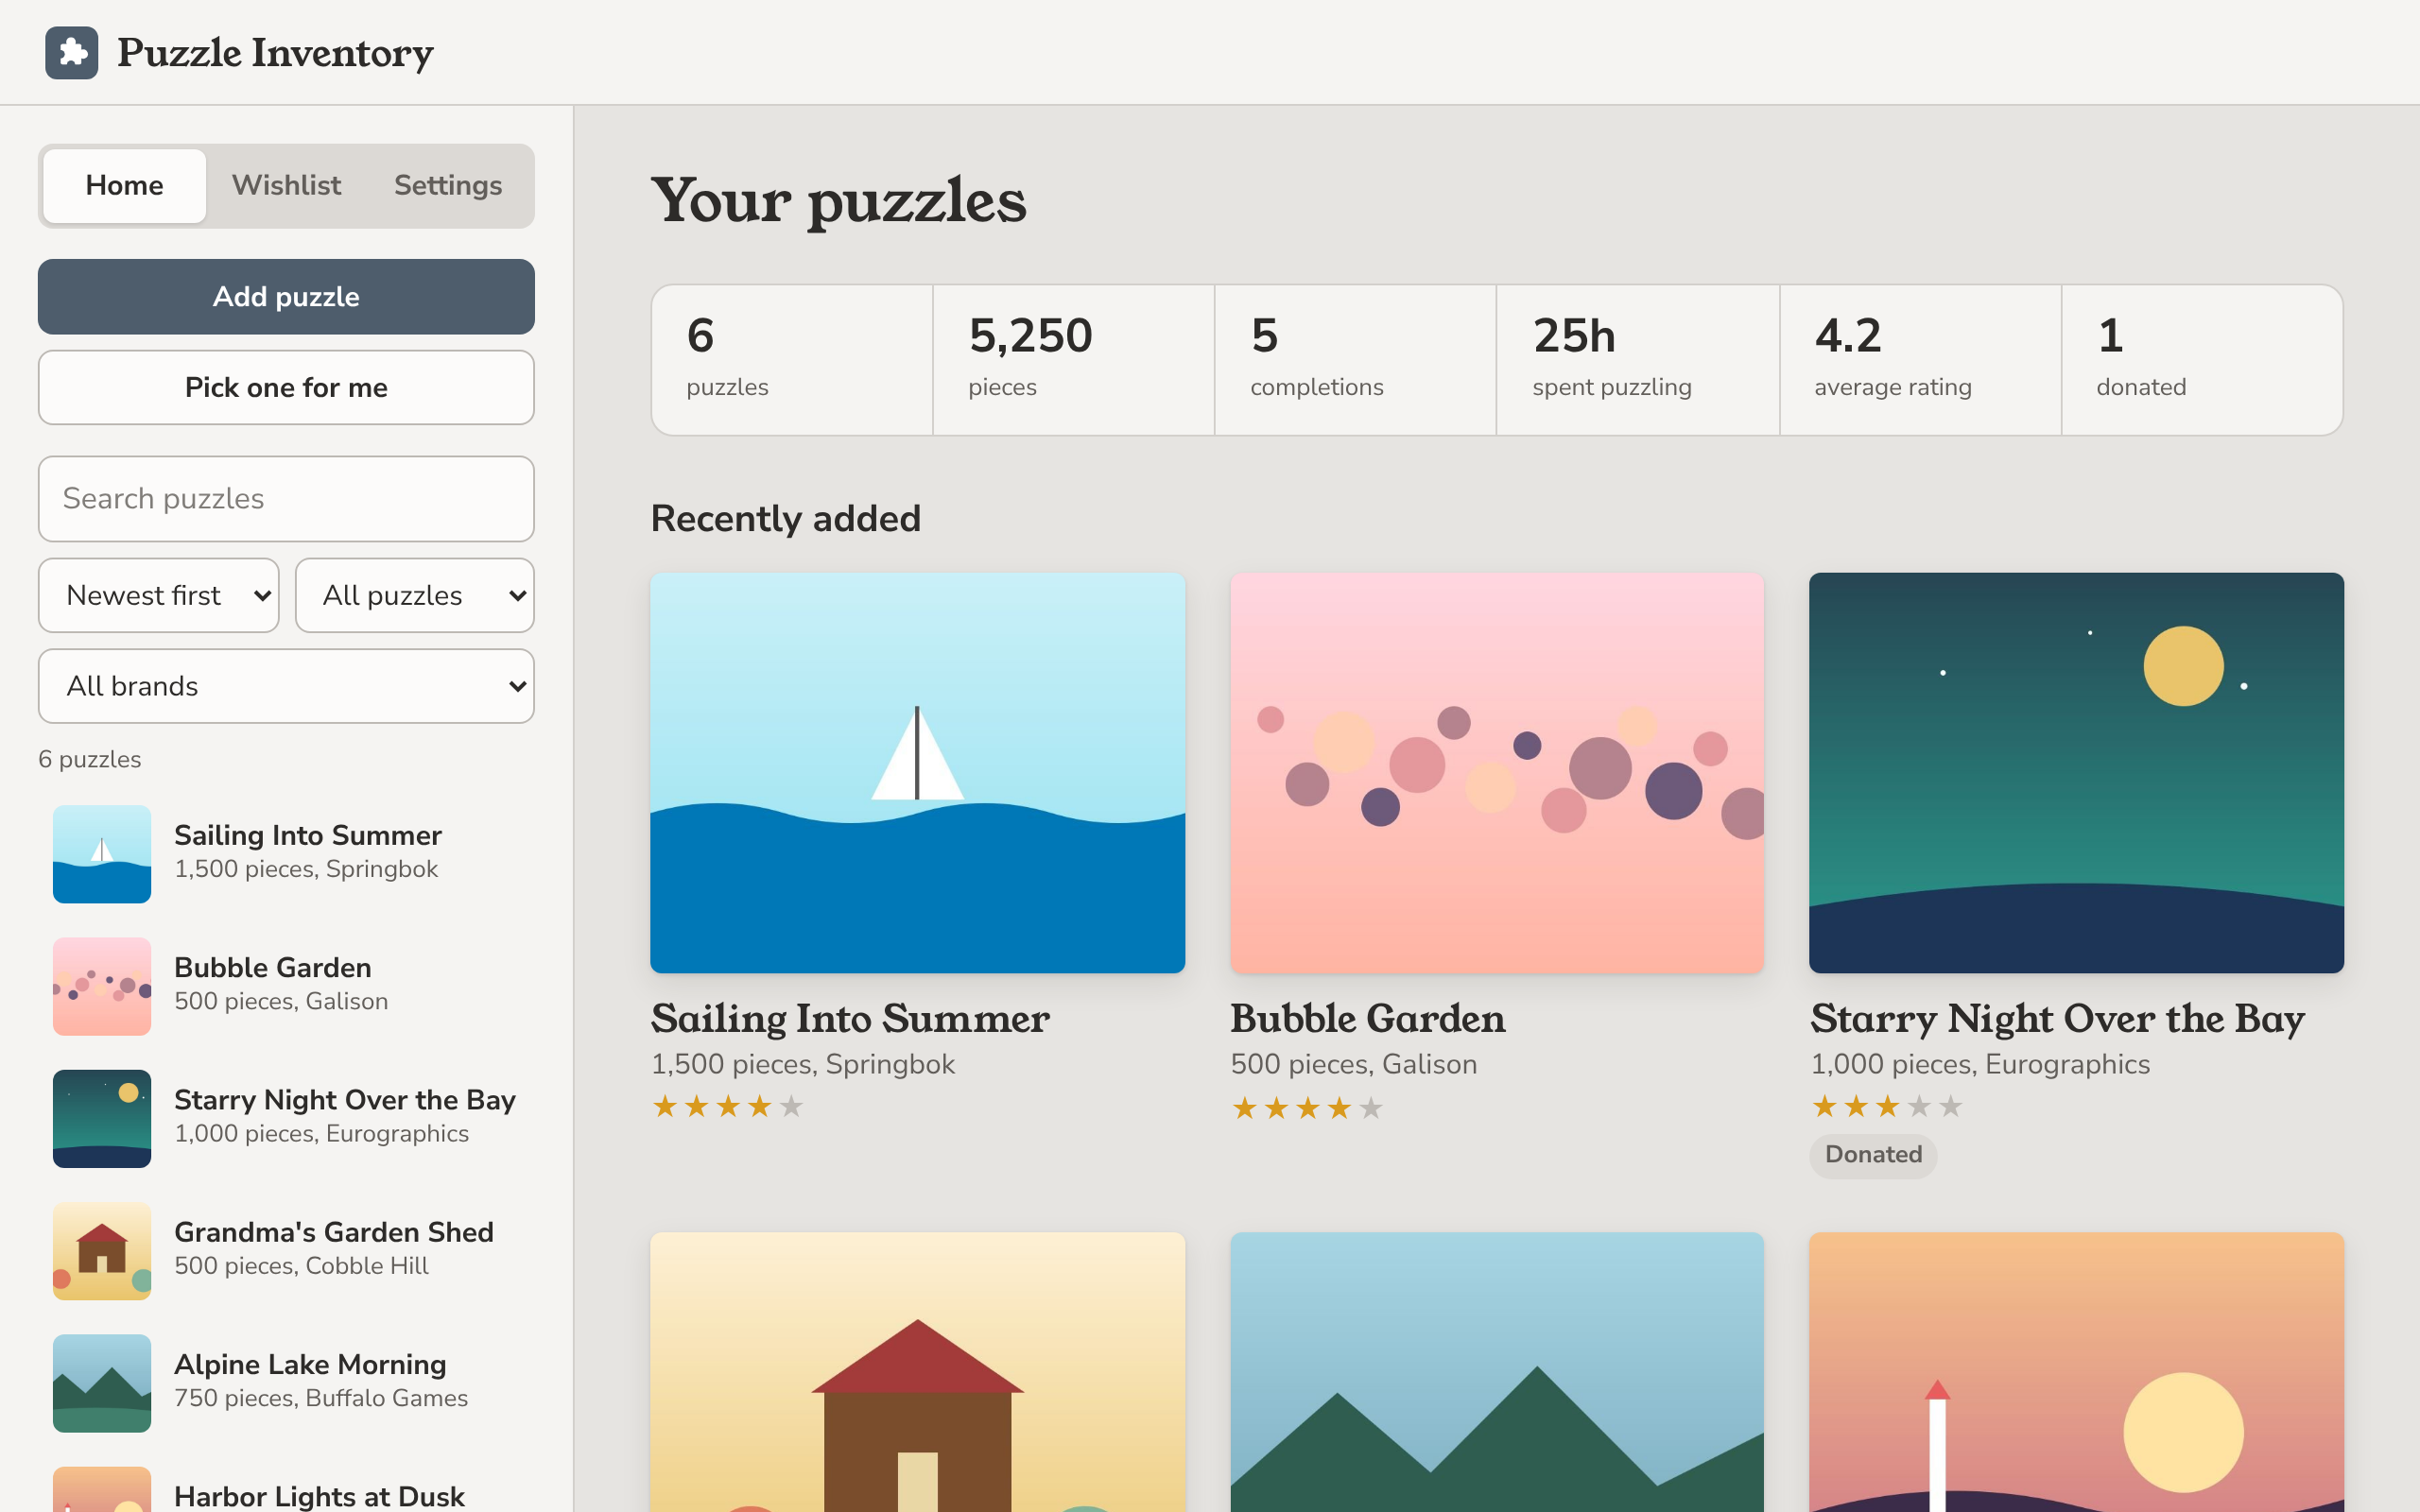 Puzzle Inventory
Home
Wishlist
Settings
Add puzzle
Pick one for me
Search puzzles
Newest first
All puzzles
All brands
6 puzzles
Sailing Into Summer
1,500 pieces, Springbok
Bubble Garden
500 pieces, Galison
Starry Night Over the Bay
1,000 pieces, Eurographics
Grandma's Garden Shed
500 pieces, Cobble Hill
Alpine Lake Morning
750 pieces, Buffalo Games
Harbor Lights at Dusk
Your puzzles
6
puzzles
5,250
pieces
5
completions
25h
spent puzzling
4.2
average rating
1
donated
Recently added
Sailing Into Summer
1,500 pieces, Springbok
Bubble Garden
500 pieces, Galison
Starry Night Over the Bay
1,000 pieces, Eurographics
Donated